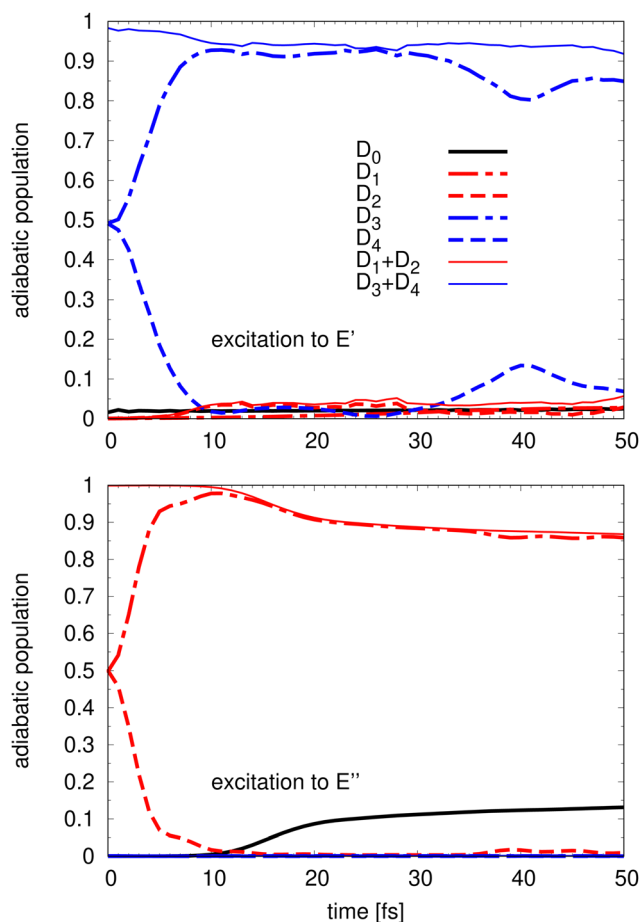 1
0.9
0.8
0.7
0.6
0.5
0.4
0.3
0.2
0.1
0
adiabatic population
D0
D1
D2
D3
D4
D1+D2
D3+D4
excitation to E'
0 10 20 30 40 50
1
0.9
0.8
0.7
0.6
0.5
0.4
0.3
0.2
0.1
0
adiabatic population
excitation to E''
0 10 20 30 40 50
time [fs]